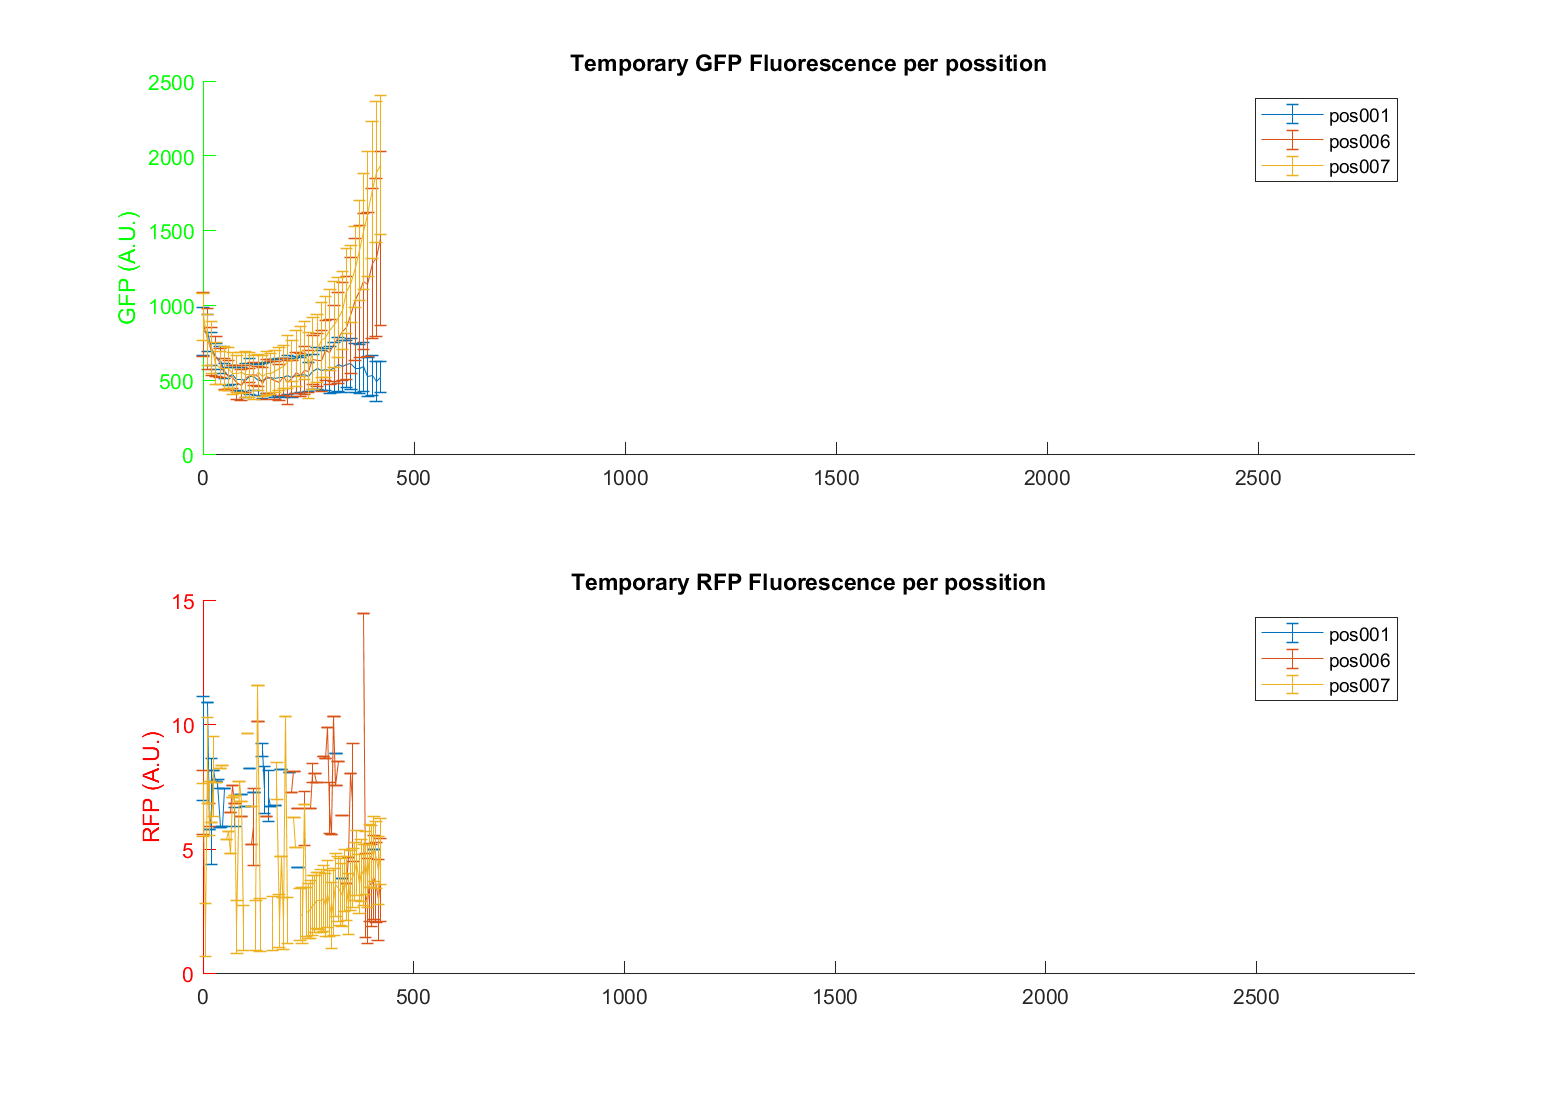 Temporary GFP Fluorescence per possition
2500
2000
1500
1000
500
0
GFP (A.U.)
0 500 1000 1500 2000 2500
pos001
pos006
pos007
Temporary RFP Fluorescence per possition
15
10
5
0
RFP (A.U.)
0 500 1000 1500 2000 2500
pos001
pos006
pos007